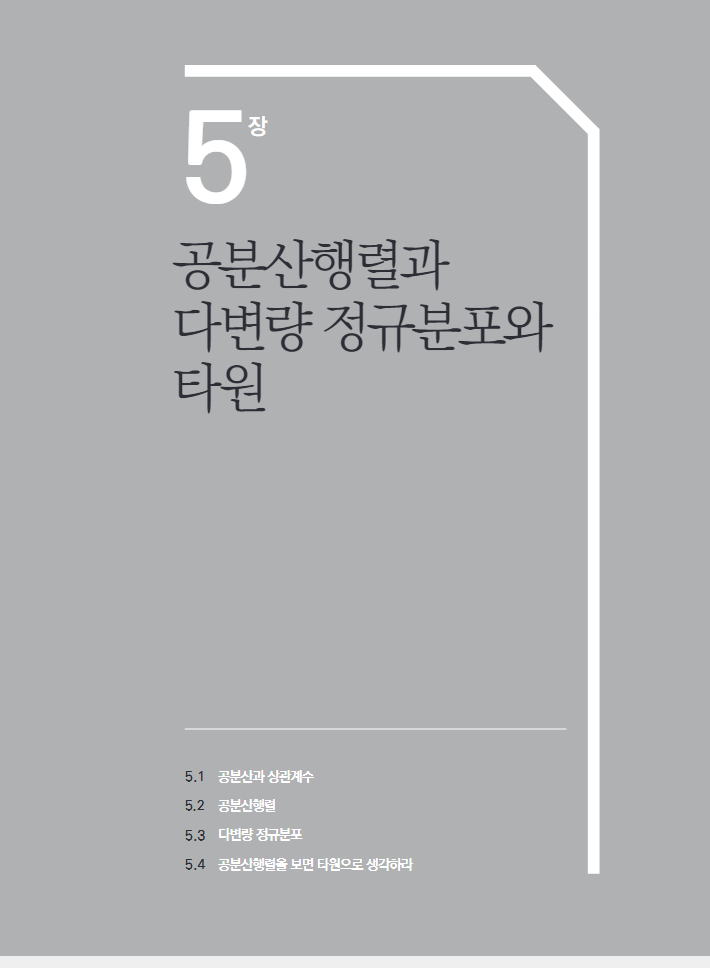 5장
공분산행렬과
다변량 정규분포와
타원
5.1 공분산과 상관계수
5.2 공분산행렬
5.3 다변량 정규분포
5.4 공분산행렬을 보면 타원으로 생각하라